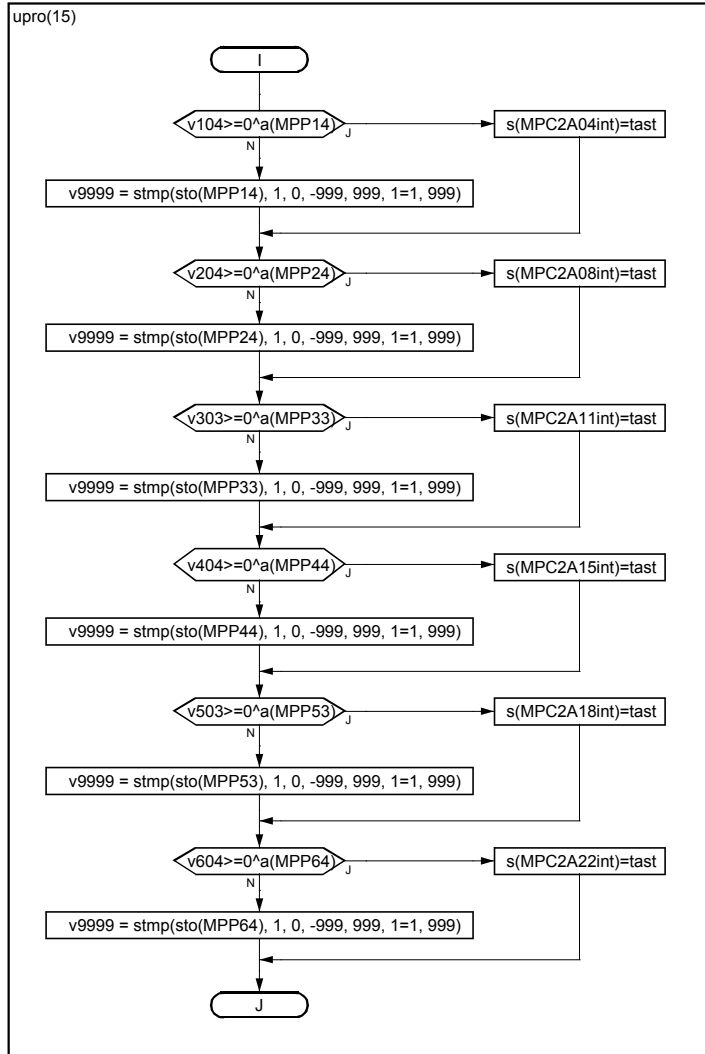 upro(15)
I
v104>=0^a(MPP14)
J
s(MPC2A04int)=tast
N
v9999 = stmp(sto(MPP14), 1, 0, -999, 999, 1=1, 999)
v204>=0^a(MPP24)
J
s(MPC2A08int)=tast
N
v9999 = stmp(sto(MPP24), 1, 0, -999, 999, 1=1, 999)
v303>=0^a(MPP33)
J
s(MPC2A11int)=tast
N
v9999 = stmp(sto(MPP33), 1, 0, -999, 999, 1=1, 999)
v404>=0^a(MPP44)
J
s(MPC2A15int)=tast
N
v9999 = stmp(sto(MPP44), 1, 0, -999, 999, 1=1, 999)
v503>=0^a(MPP53)
J
s(MPC2A18int)=tast
N
v9999 = stmp(sto(MPP53), 1, 0, -999, 999, 1=1, 999)
v604>=0^a(MPP64)
J
s(MPC2A22int)=tast
N
v9999 = stmp(sto(MPP64), 1, 0, -999, 999, 1=1, 999)
J